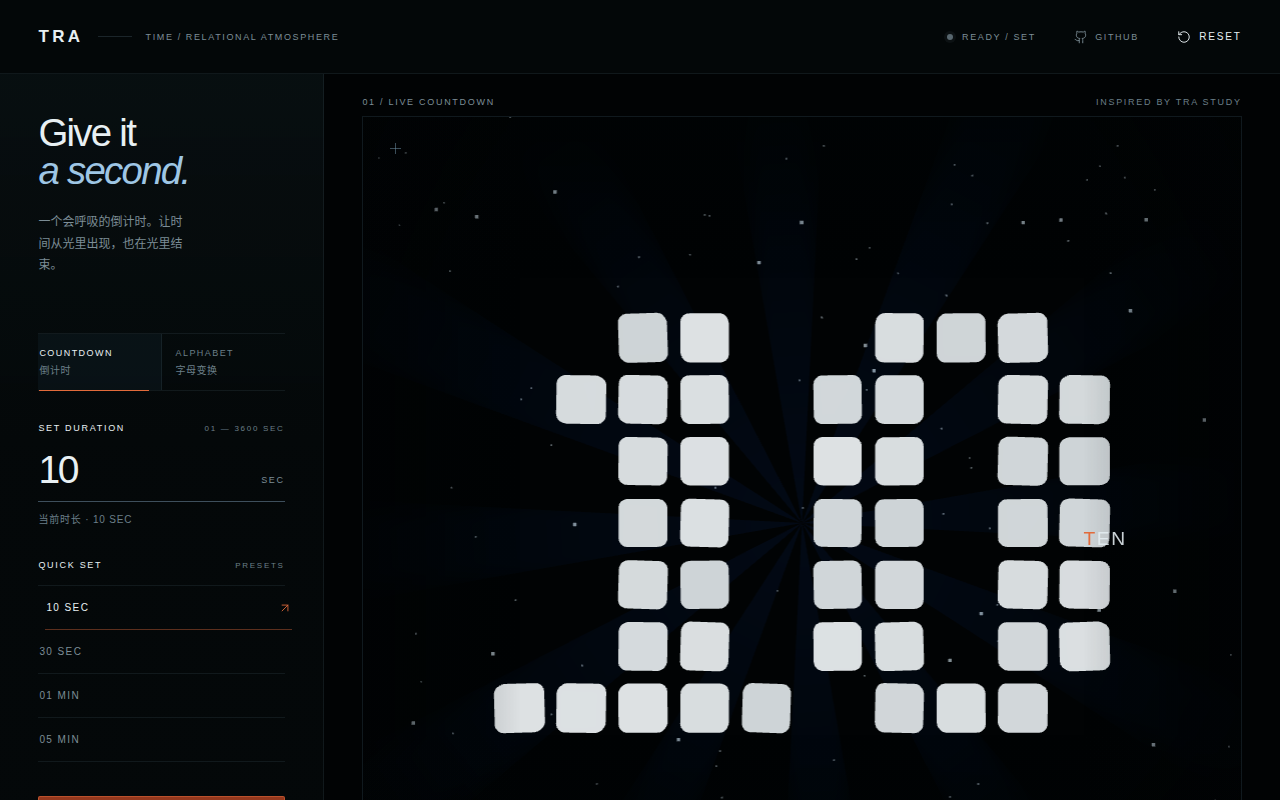 TRA
TIME / RELATIONAL ATMOSPHERE
READY / SET
GITHUB
RESET
Give it
a second.
一个会呼吸的倒计时。让时
间从光里出现，也在光里结
束。
COUNTDOWN
倒计时
ALPHABET
字母变换
SET DURATION
01 — 3600 SEC
10
SEC
当前时长 · 10 SEC
QUICK SET
PRESETS
10 SEC
30 SEC
01 MIN
05 MIN
01 / LIVE COUNTDOWN
INSPIRED BY TRA STUDY
10
TEN